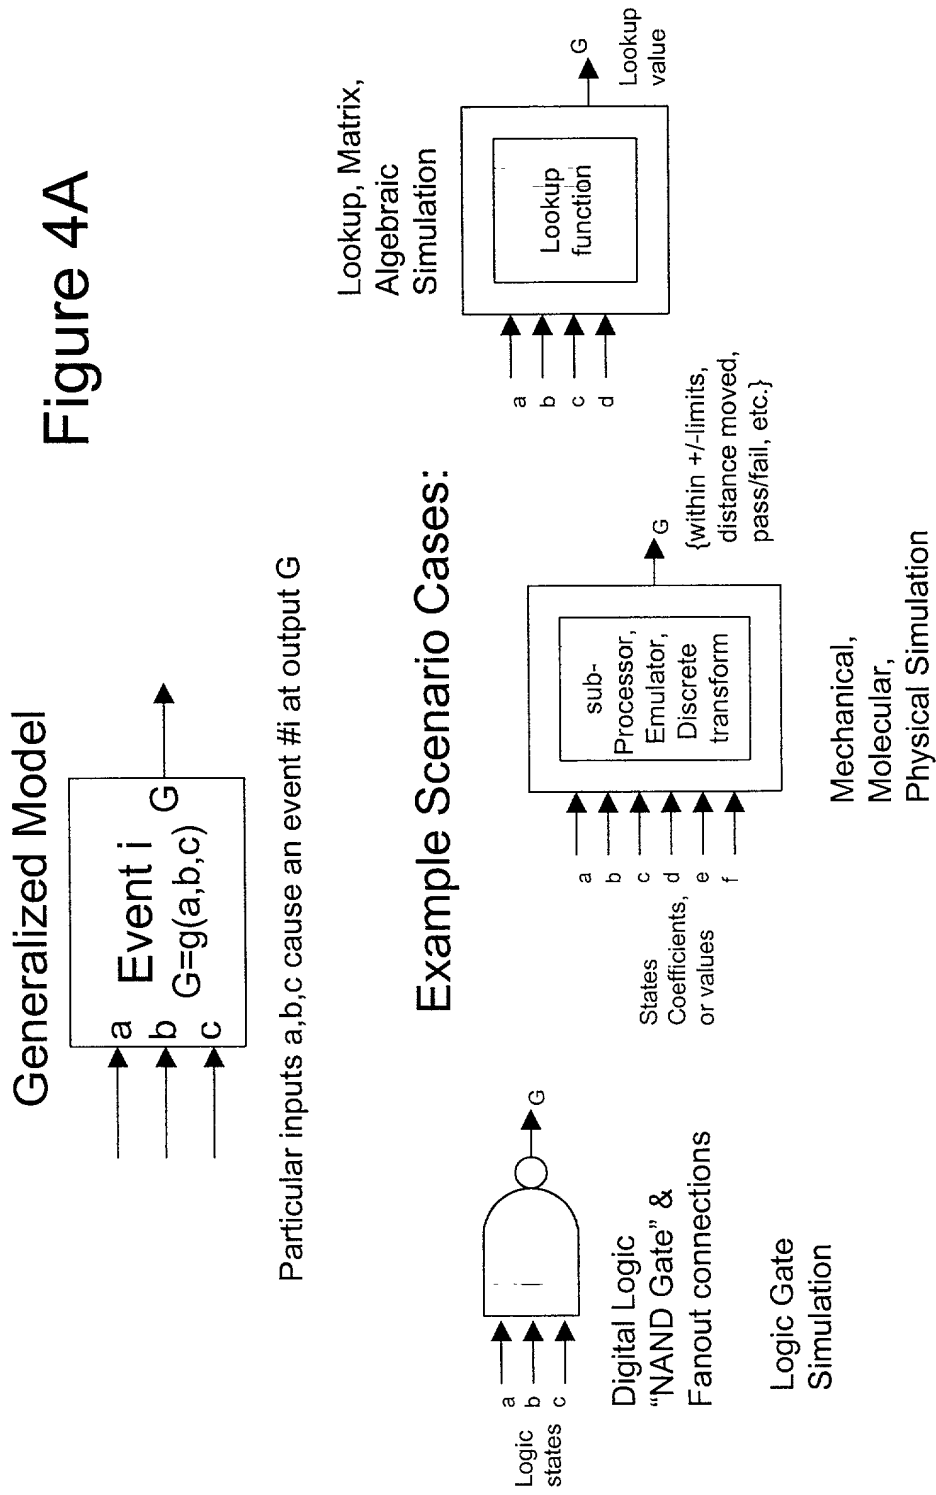 Figure 4A
Generalized Model
a
b
c
Event i
G
G=g(a,b,c)
Particular inputs a,b,c cause an event #i at output G
Example Scenario Cases:
Logic
states
a
b
c
G
Digital Logic
“NAND Gate” &
Fanout connections
Logic Gate
Simulation
States
Coefficients,
or values
a
b
c
d
e
f
sub-
Processor,
Emulator,
Discrete
transform
G
{within +/-limits,
distance moved,
pass/fail, etc.}
Mechanical,
Molecular,
Physical Simulation
Lookup, Matrix,
Algebraic
Simulation
a
b
c
d
Lookup
function
G
Lookup
value